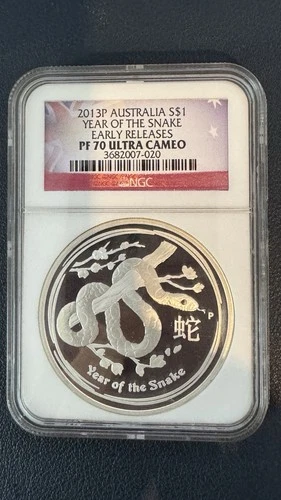 2013P AUSTRALIA S$1
YEAR OF THE SNAKE
EARLY RELEASES
PF 70 ULTRA CAMEO
3682007-020
NGC
P
蛇
Year of the Snake